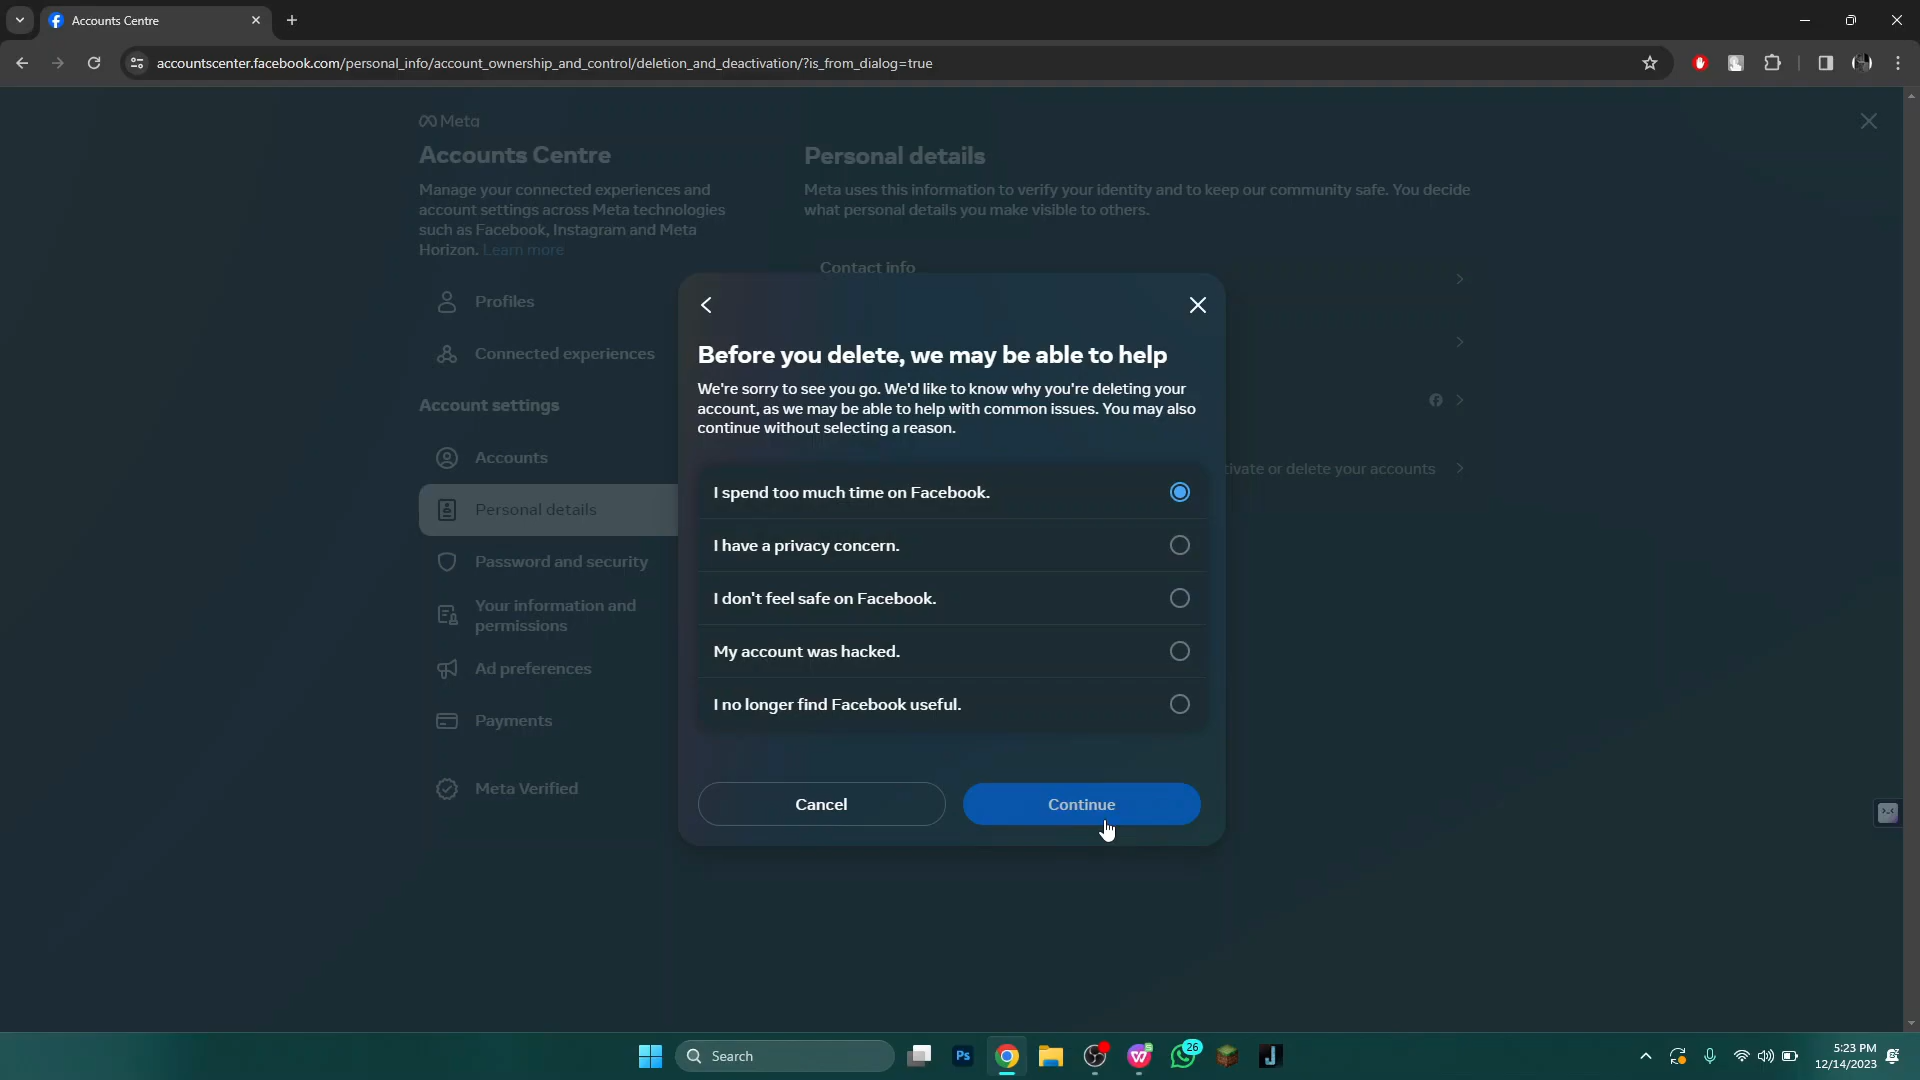 Accounts Centre
accountscenter.facebook.com/personal_info/account_ownership_and_control/deletion_and_deactivation/?is_from_dialog=true
Meta
Accounts Centre
Manage your connected experiences and
account settings across Meta technologies
such as Facebook, Instagram and Meta
Horizon. Learn more
Profiles
Connected experiences
Account settings
Accounts
Personal details
Password and security
Your information and
permissions
Ad preferences
Payments
Meta Verified
Personal details
Meta uses this information to verify your identity and to keep our community safe. You decide
what personal details you make visible to others.
Contact info
tivate or delete your accounts
Before you delete, we may be able to help
We're sorry to see you go. We'd like to know why you're deleting your
account, as we may be able to help with common issues. You may also
continue without selecting a reason.
I spend too much time on Facebook.
I have a privacy concern.
I don't feel safe on Facebook.
My account was hacked.
I no longer find Facebook useful.
Cancel
Continue
Search
Ps
26
5:23 PM
12/14/2023